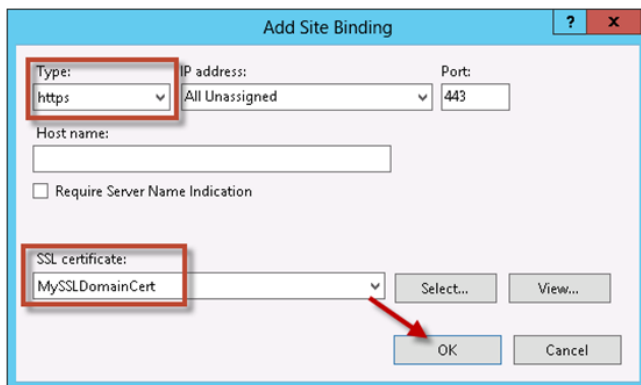 Add Site Binding
? x
Type: IP address: Port:
https All Unassigned 443
Host name:
Require Server Name Indication
SSL certificate:
MySSLDomainCert Select... View...
OK Cancel